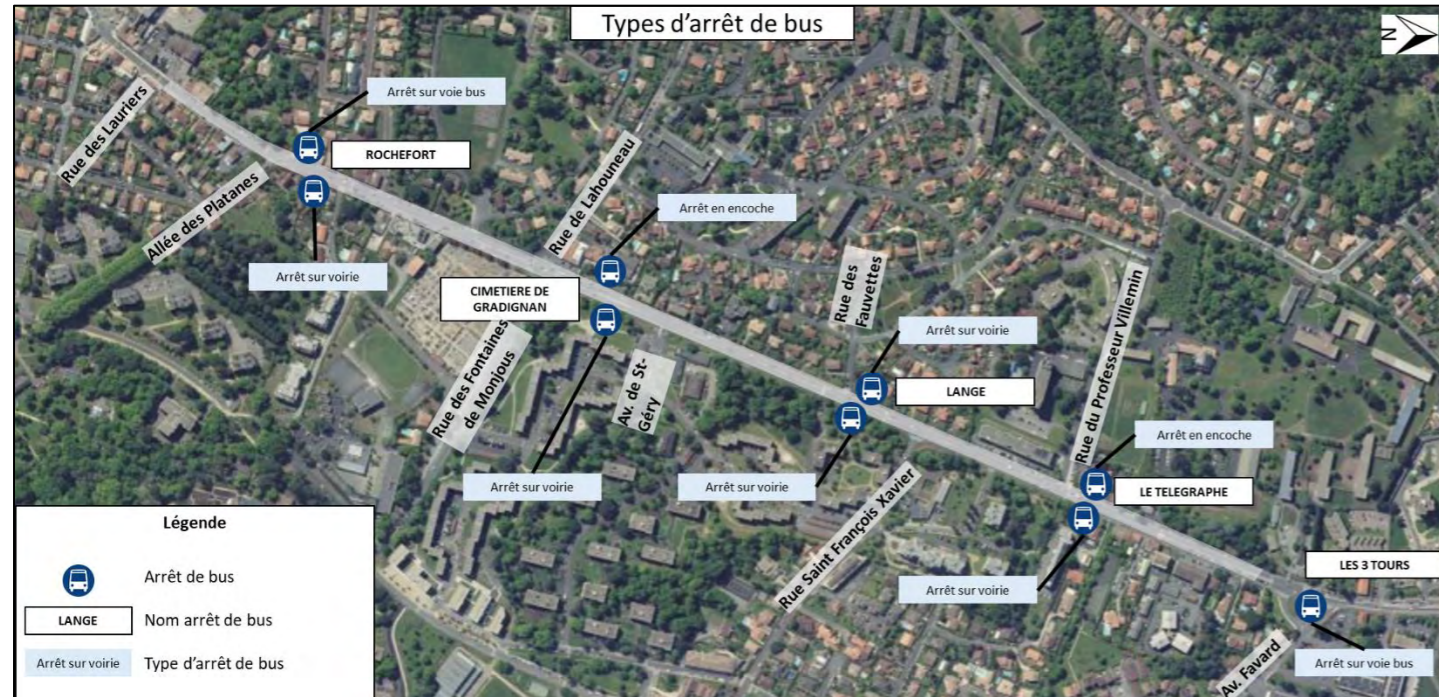 Types d'arrêt de bus
N
Arrêt sur voie bus
Rue des Lauriers
ROCHEFORT
Allée des Platanes
Arrêt sur voirie
Rue de Lahouneau
Arrêt en encoche
CIMETIERE DE
GRADIGNAN
Rue des Fontaines
de Monjous
Av. de St-
Géry
Arrêt sur voirie
Rue des
Fauvettes
Arrêt sur voirie
LANGE
Arrêt sur voirie
Rue Saint François Xavier
Rue du Professeur Villemin
Arrêt en encoche
LE TELEGRAPHE
Arrêt sur voirie
LES 3 TOURS
Av. Favard
Arrêt sur voie bus
Légende
Arrêt de bus
LANGE
Nom arrêt de bus
Arrêt sur voirie
Type d'arrêt de bus